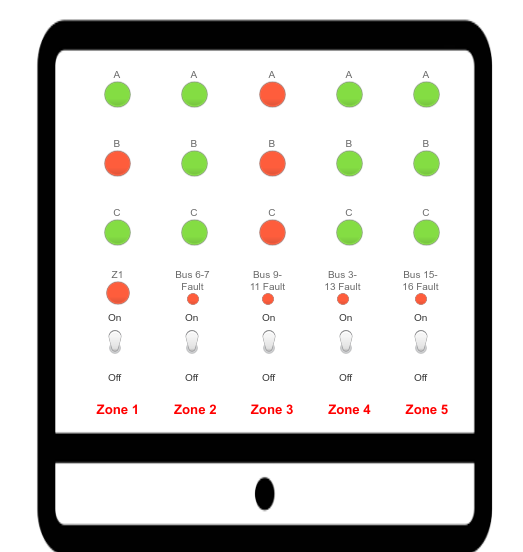 A A A A A
B B B B B
C C C C C
Z1 Bus 6-7 Bus 9- Bus 3- Bus 15-
Fault 11 Fault 13 Fault 16 Fault
On On On On On
Off Off Off Off Off
Zone 1 Zone 2 Zone 3 Zone 4 Zone 5